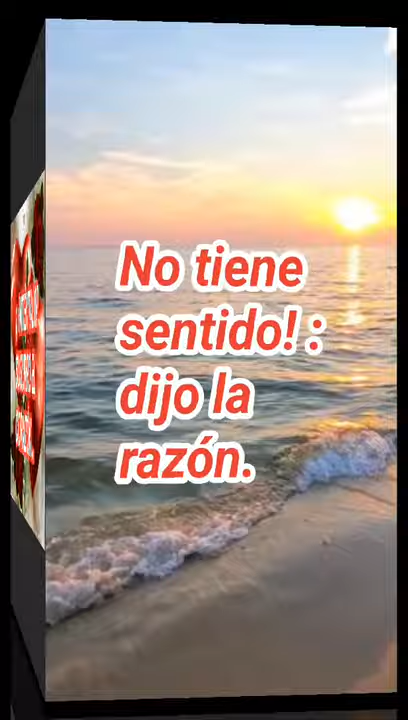 No tiene
sentido! :
dijo la
razón.